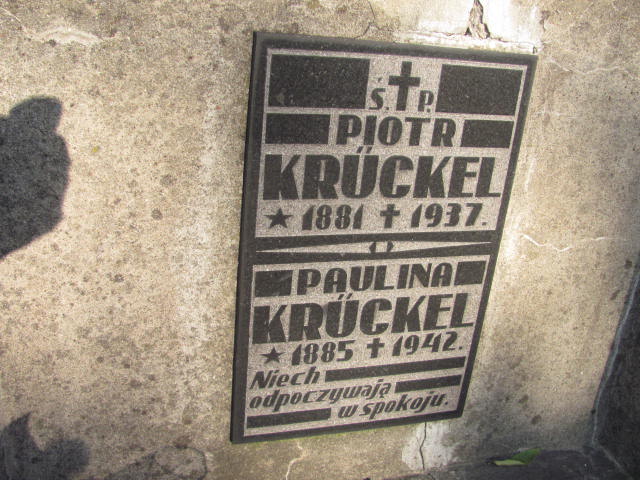 Ś. ✝ P.
PIOTR
KRÜCKEL
★ 1881 ✝ 1937.
PAULINA
KRÜCKEL
★ 1885 ✝ 1942.
Niech
odpoczywają
w spokoju.